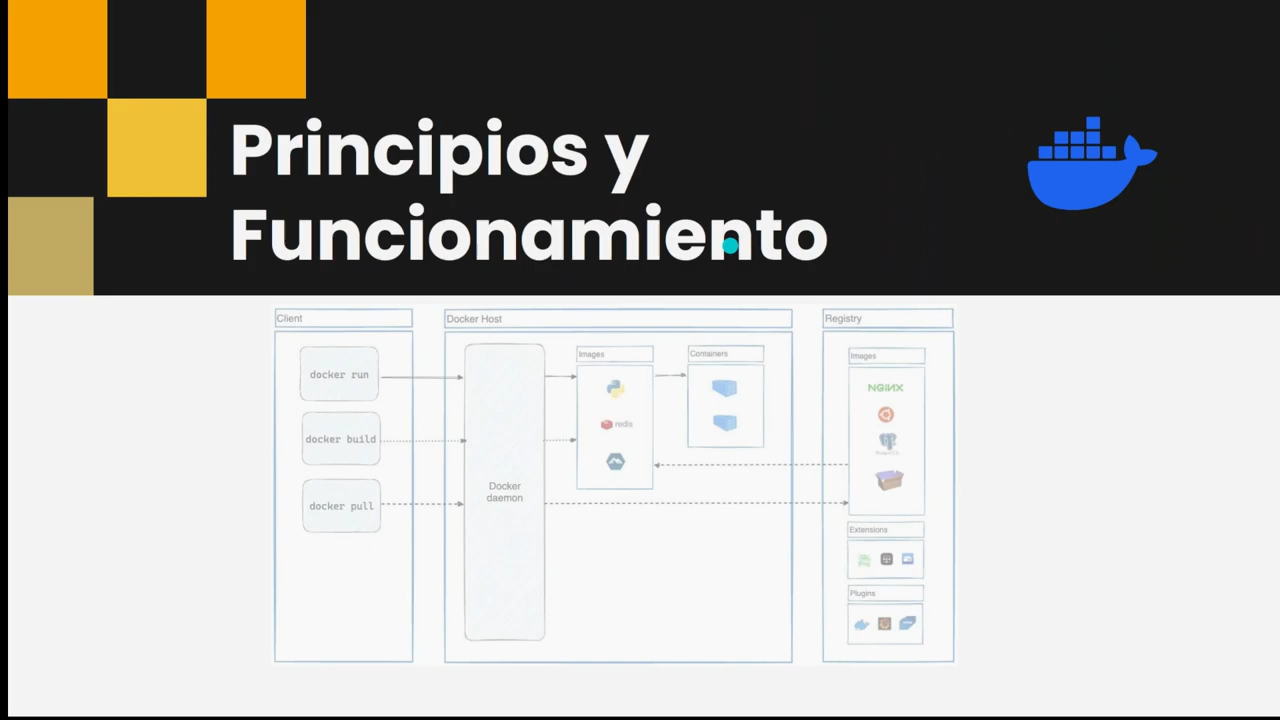 Principios y
Funcionamiento
Client
docker run
docker build
docker pull
Docker Host
Docker
daemon
Images
redis
Containers
Registry
Images
NGINX
Extensions
Plugins